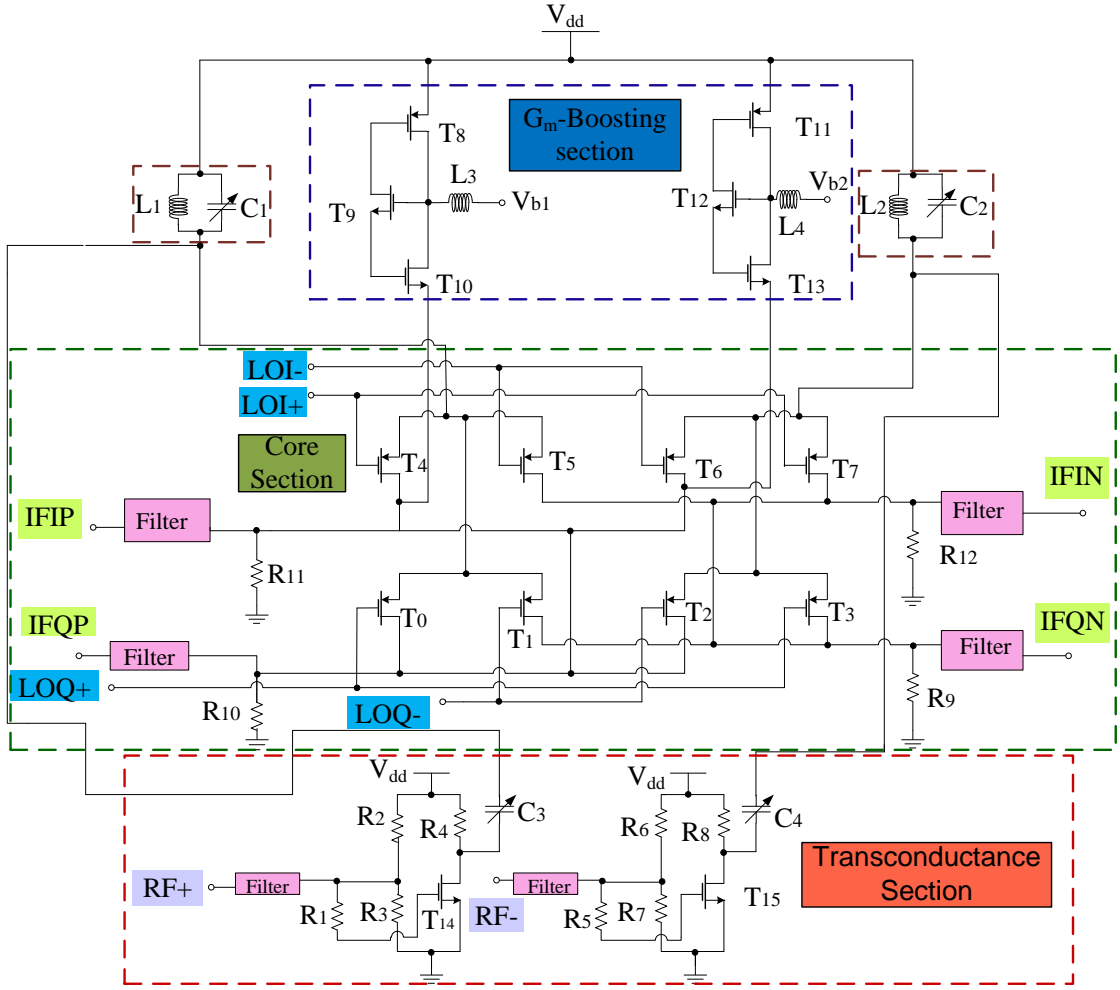 Vdd
Gm-Boosting
section
T8
T11
L3
Vb1
Vb2
L1
C1
T9
T12
L4
L2
C2
T10
T13
LOI-
LOI+
Core
Section
T4
T5
T6
T7
IFIP
Filter
IFIN
Filter
R11
R12
IFQP
Filter
T0
T1
T2
T3
IFQN
Filter
LOQ+
R10
LOQ-
R9
Vdd
Vdd
R2
R4
C3
R6
R8
C4
Transconductance
Section
RF+
Filter
R1
R3
T14
RF-
Filter
R5
R7
T15